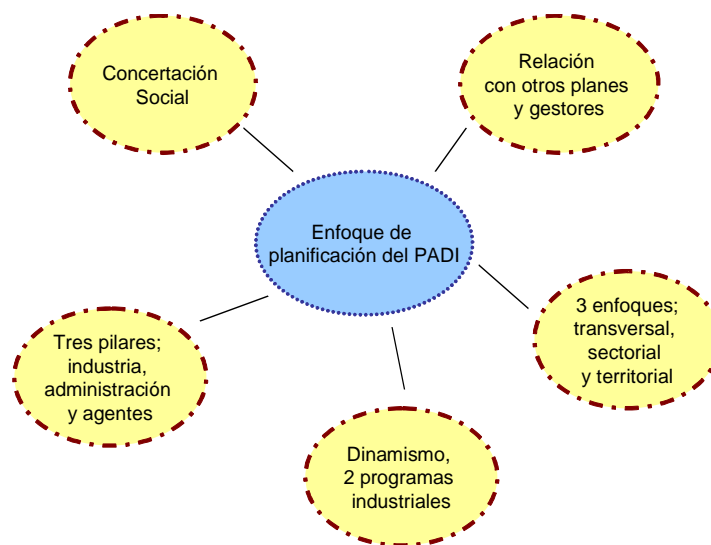 Concertación
Social
Relación
con otros planes
y gestores
Enfoque de
planificación del PADI
3 enfoques;
transversal,
sectorial
y territorial
Tres pilares;
industria,
administración
y agentes
Dinamismo,
2 programas
industriales